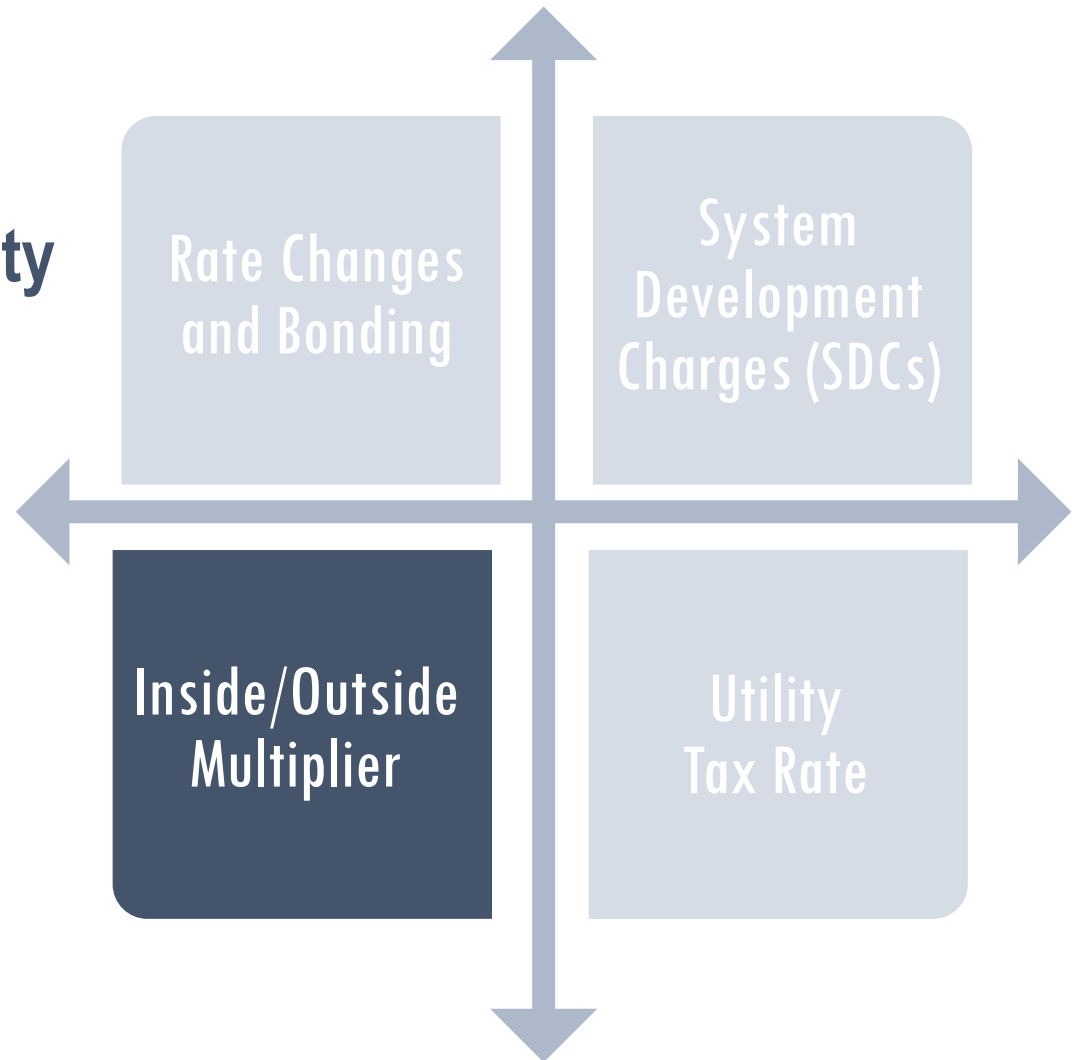 ty
Rate Changes
and Bonding
System
Development
Charges (SDCs)
Inside/Outside
Multiplier
Utility
Tax Rate